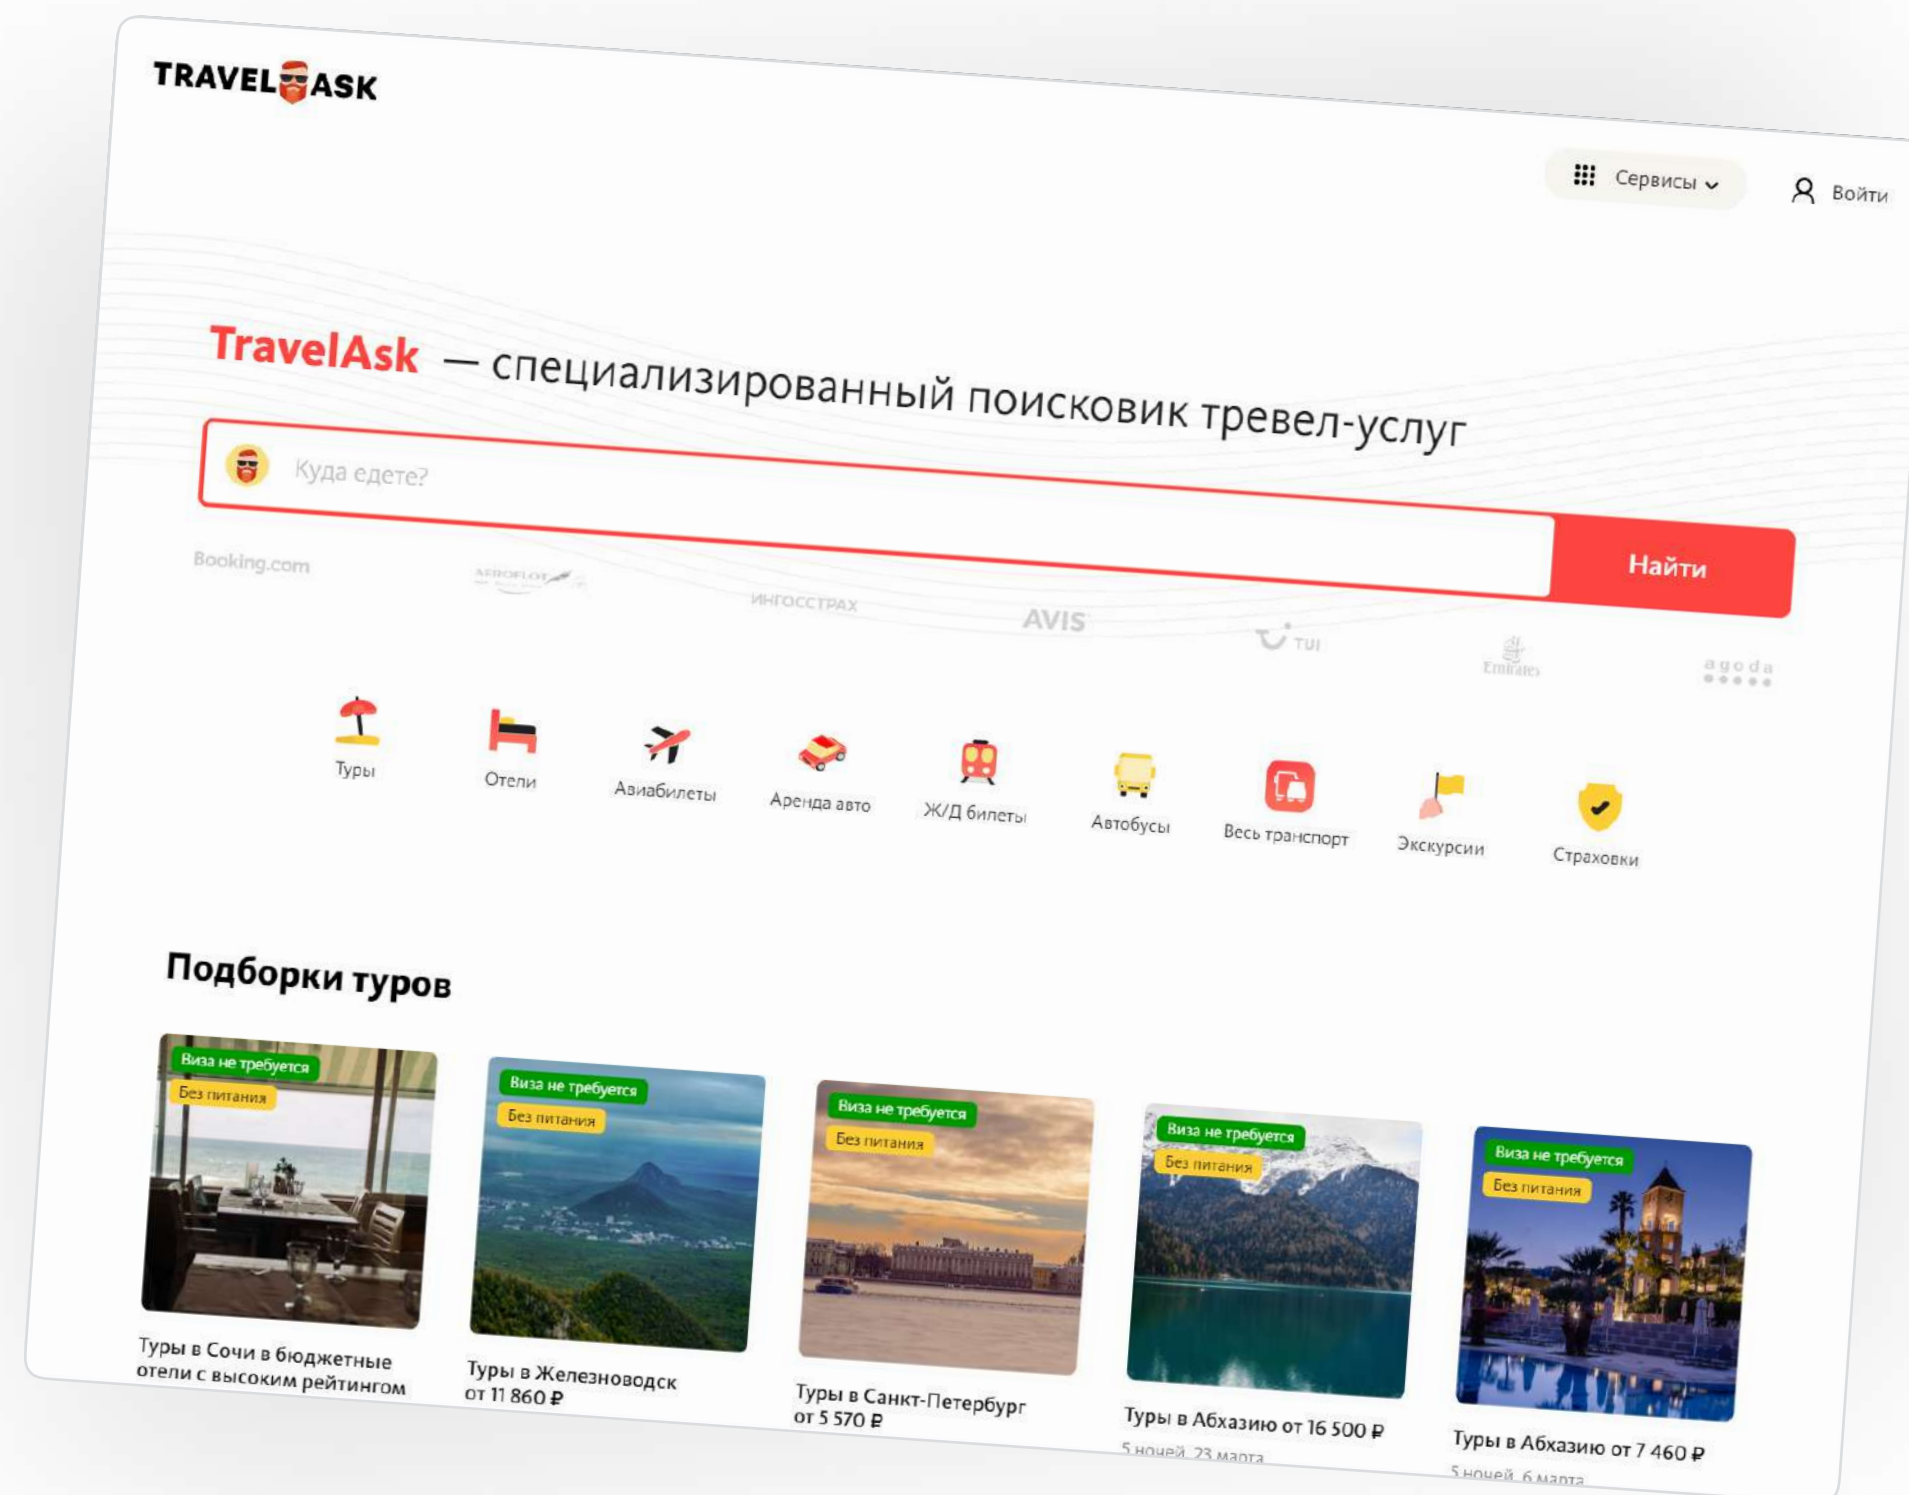 TRAVEL ASK
Сервисы
Войти
TravelAsk — специализированный поисковик тревел-услуг
Куда едете?
Найти
Booking.com
AEROFLOT
ИНГОССТРАХ
AVIS
TUI
Emirates
agoda
Туры
Отели
Авиабилеты
Аренда авто
Ж/Д билеты
Автобусы
Весь транспорт
Экскурсии
Страховки
Подборки туров
Виза не требуется
Без питания
Туры в Сочи в бюджетные
отели с высоким рейтингом
Виза не требуется
Без питания
Туры в Железноводск
от 11 860 ₽
Виза не требуется
Без питания
Туры в Санкт-Петербург
от 5 570 ₽
Виза не требуется
Без питания
Туры в Абхазию от 16 500 ₽
5 ночей, 23 марта
Виза не требуется
Без питания
Туры в Абхазию от 7 460 ₽
5 ночей, 6 марта